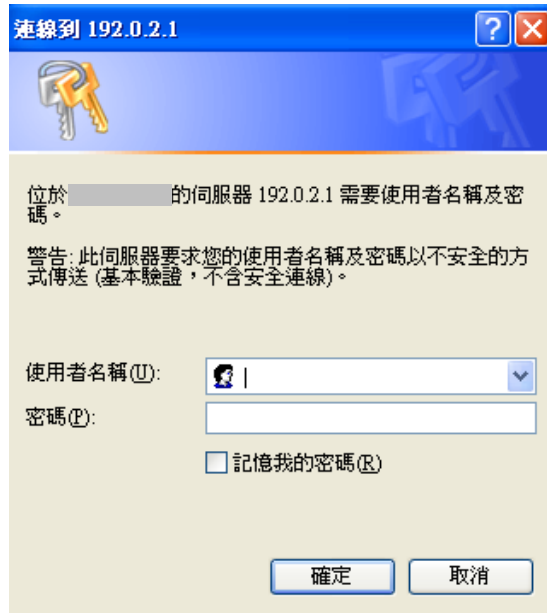 連線到 192.0.2.1
位於 的伺服器 192.0.2.1 需要使用者名稱及密
碼。
警告: 此伺服器要求您的使用者名稱及密碼以不安全的方
式傳送 (基本驗證，不含安全連線)。
使用者名稱(U):
密碼(P):
記憶我的密碼(R)
確定
取消